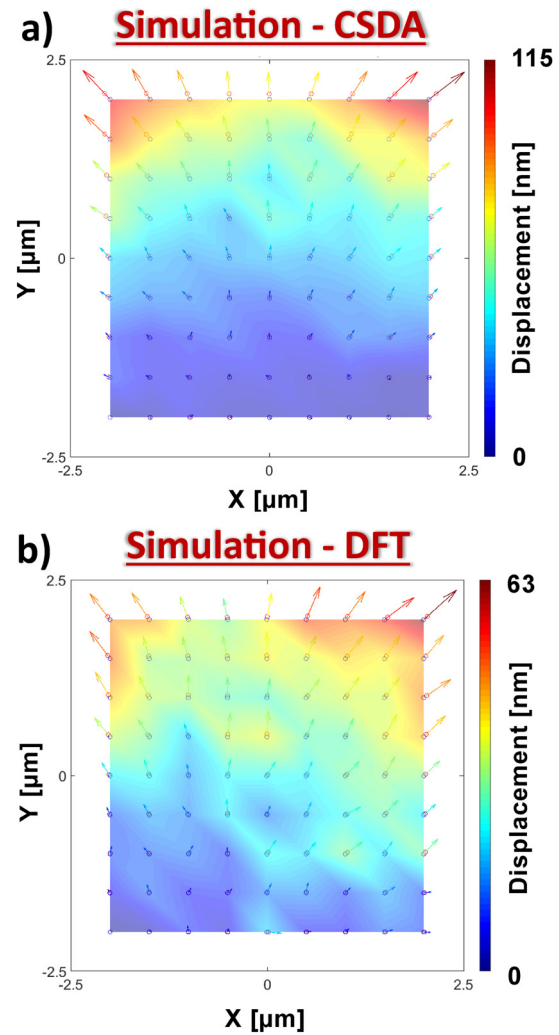 a) Simulation - CSDA
2.5
0
-2.5
Y [µm]
-2.5
0
2.5
X [µm]
115
0
Displacement [nm]
b) Simulation - DFT
2.5
0
-2.5
Y [µm]
-2.5
0
2.5
X [µm]
63
0
Displacement [nm]